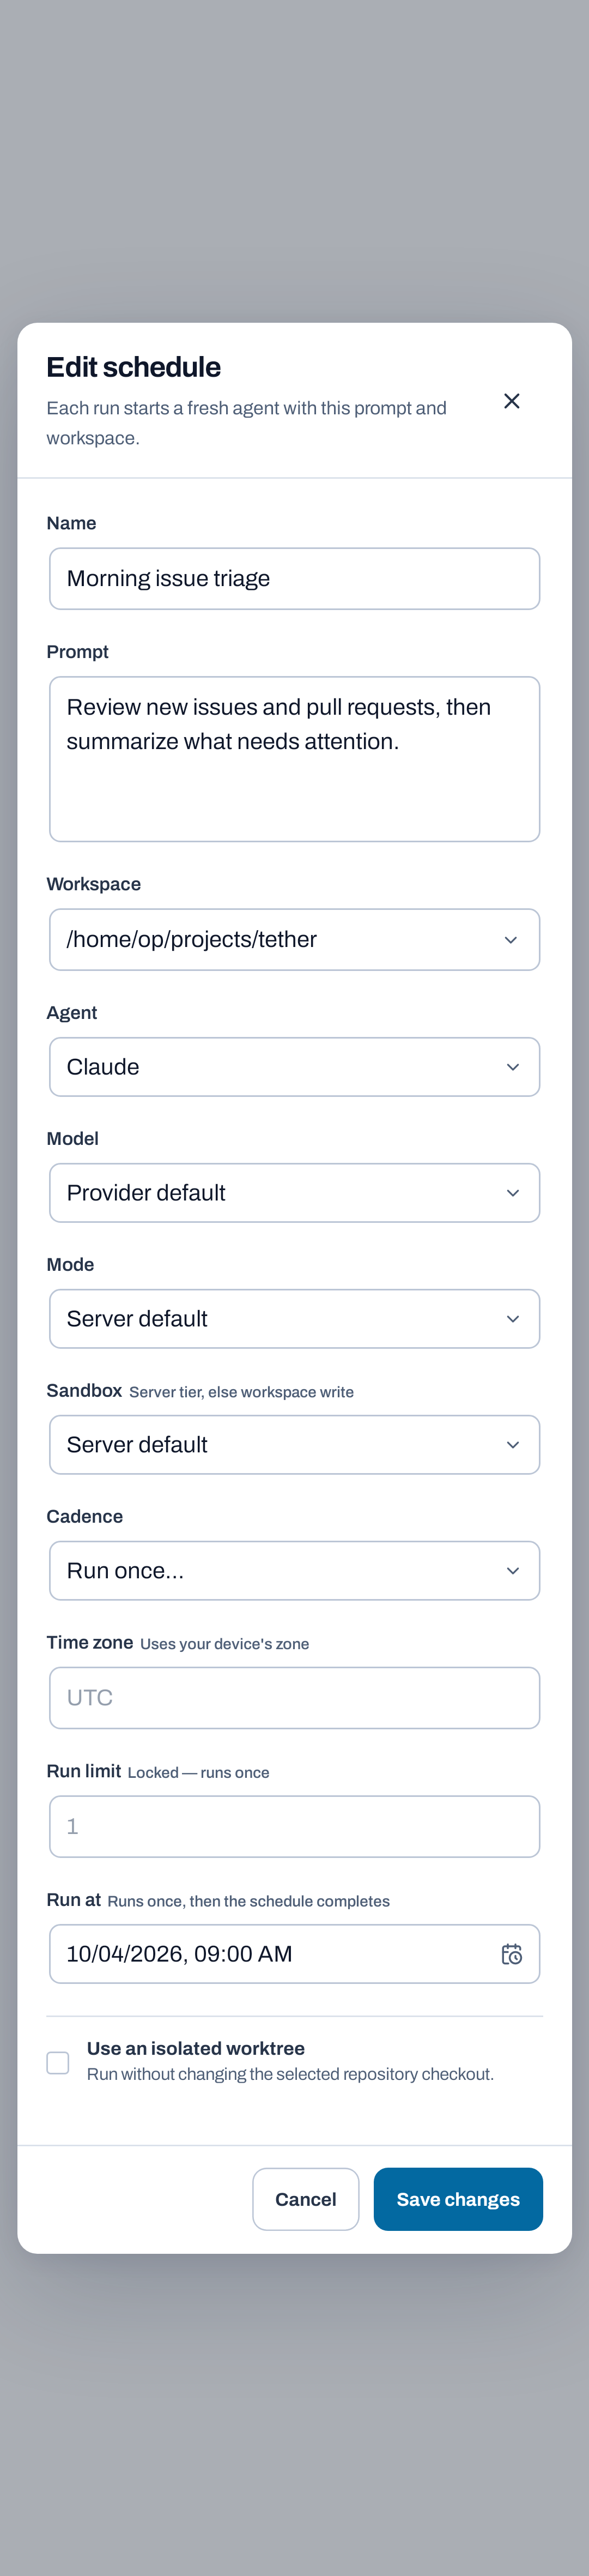 Edit schedule
Each run starts a fresh agent with this prompt and
workspace.
Name
Morning issue triage
Prompt
Review new issues and pull requests, then
summarize what needs attention.
Workspace
/home/op/projects/tether
Agent
Claude
Model
Provider default
Mode
Server default
Sandbox Server tier, else workspace write
Server default
Cadence
Run once...
Time zone Uses your device's zone
UTC
Run limit Locked — runs once
1
Run at Runs once, then the schedule completes
10/04/2026, 09:00 AM
Use an isolated worktree
Run without changing the selected repository checkout.
Cancel Save changes